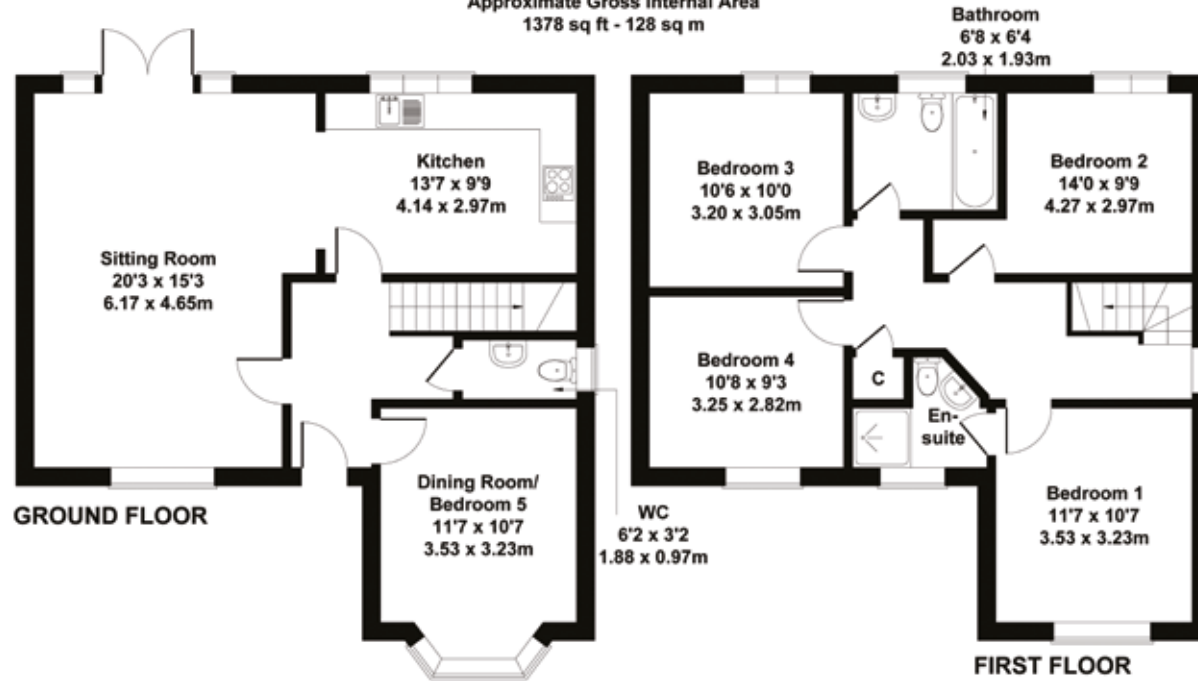 Approximate Gross Internal Area
1378 sq ft - 128 sq m
Bathroom
6'8 x 6'4
2.03 x 1.93m
Kitchen
13'7 x 9'9
4.14 x 2.97m
Sitting Room
20'3 x 15'3
6.17 x 4.65m
Dining Room/
Bedroom 5
11'7 x 10'7
3.53 x 3.23m
WC
6'2 x 3'2
1.88 x 0.97m
GROUND FLOOR
Bedroom 3
10'6 x 10'0
3.20 x 3.05m
Bedroom 2
14'0 x 9'9
4.27 x 2.97m
Bedroom 4
10'8 x 9'3
3.25 x 2.82m
C
En-
suite
Bedroom 1
11'7 x 10'7
3.53 x 3.23m
FIRST FLOOR